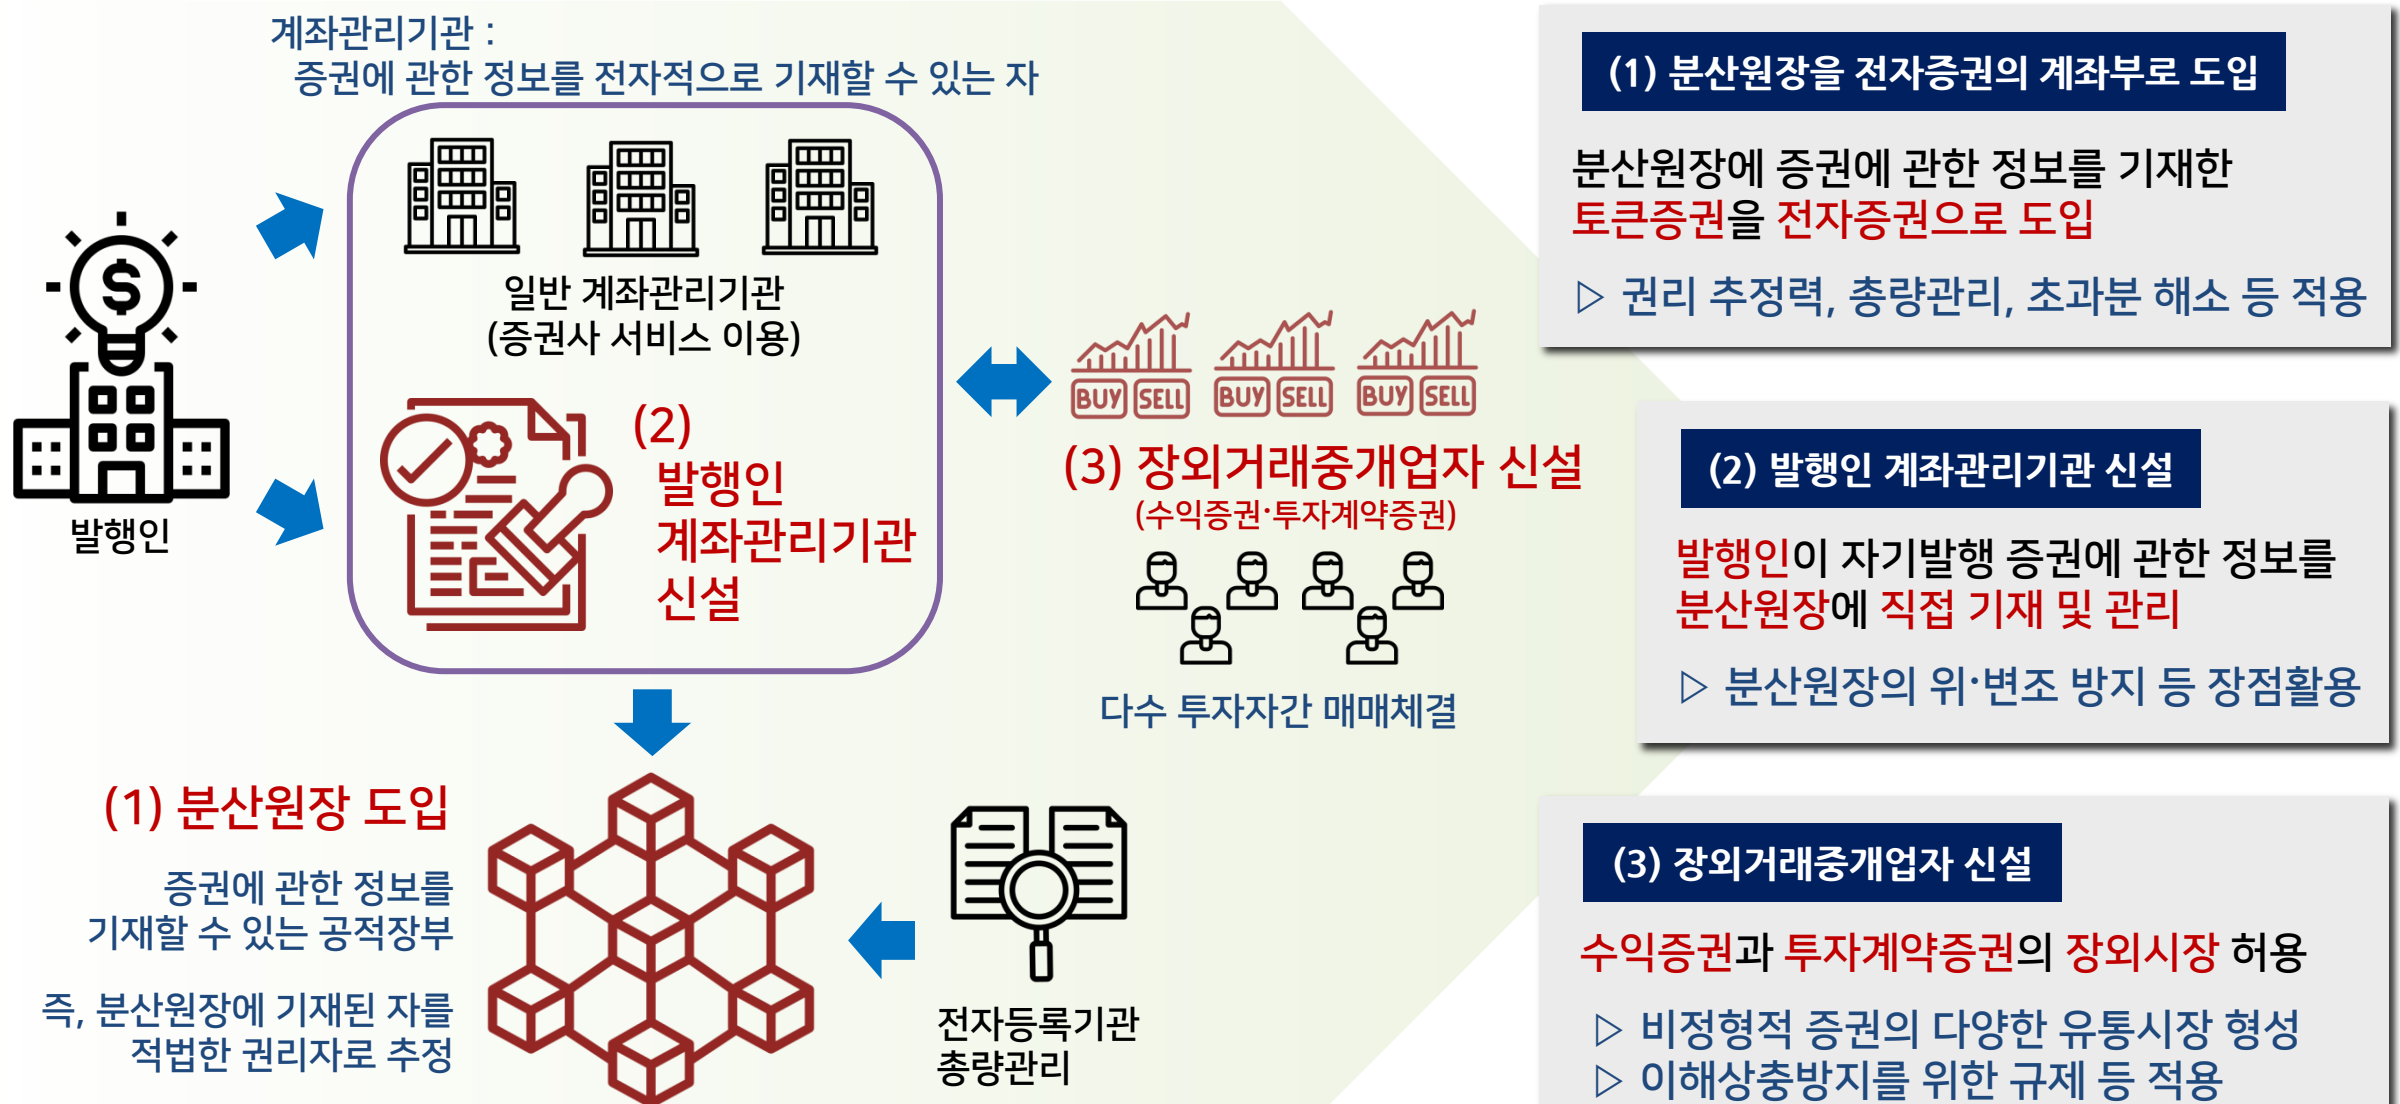 계좌관리기관 :
증권에 관한 정보를 전자적으로 기재할 수 있는 자
일반 계좌관리기관
(증권사 서비스 이용)
발행인
(2)
발행인
계좌관리기관
신설
BUY SELL BUY SELL BUY SELL
(3) 장외거래중개업자 신설
(수익증권·투자계약증권)
다수 투자자간 매매체결
(1) 분산원장 도입
증권에 관한 정보를
기재할 수 있는 공적장부
즉, 분산원장에 기재된 자를
적법한 권리자로 추정
전자등록기관
총량관리
(1) 분산원장을 전자증권의 계좌부로 도입
분산원장에 증권에 관한 정보를 기재한
토큰증권을 전자증권으로 도입
▷ 권리 추정력, 총량관리, 초과분 해소 등 적용
(2) 발행인 계좌관리기관 신설
발행인이 자기발행 증권에 관한 정보를
분산원장에 직접 기재 및 관리
▷ 분산원장의 위·변조 방지 등 장점활용
(3) 장외거래중개업자 신설
수익증권과 투자계약증권의 장외시장 허용
▷ 비정형적 증권의 다양한 유통시장 형성
▷ 이해상충방지를 위한 규제 등 적용